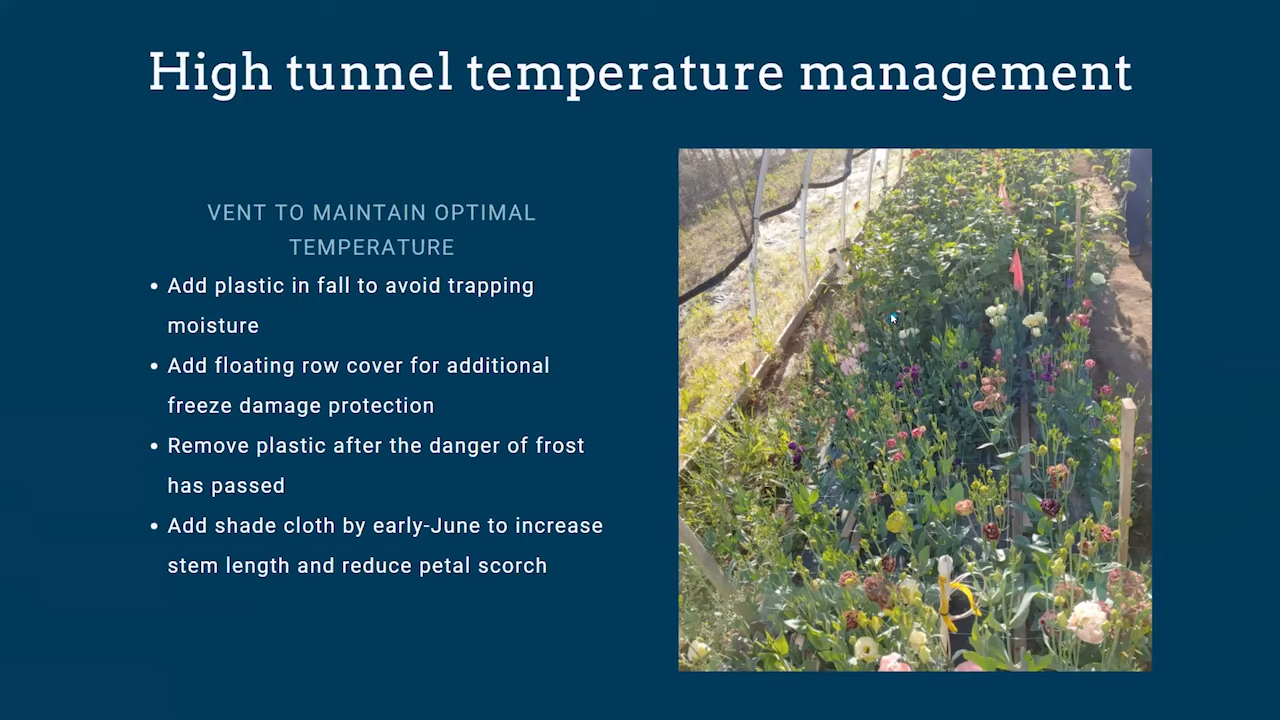 High tunnel temperature management
VENT TO MAINTAIN OPTIMAL
TEMPERATURE
• Add plastic in fall to avoid trapping
moisture
• Add floating row cover for additional
freeze damage protection
• Remove plastic after the danger of frost
has passed
• Add shade cloth by early-June to increase
stem length and reduce petal scorch